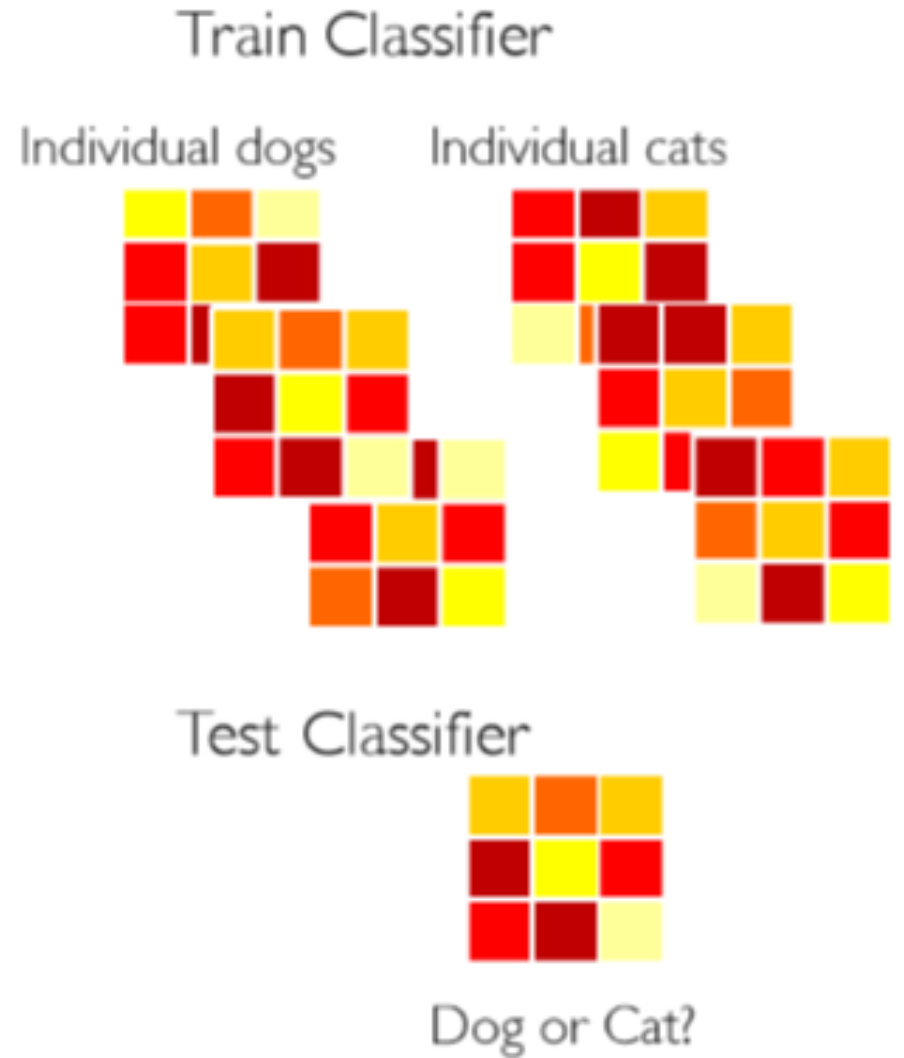 Train Classifier
Individual dogs
Individual cats
Test Classifier
Dog or Cat?